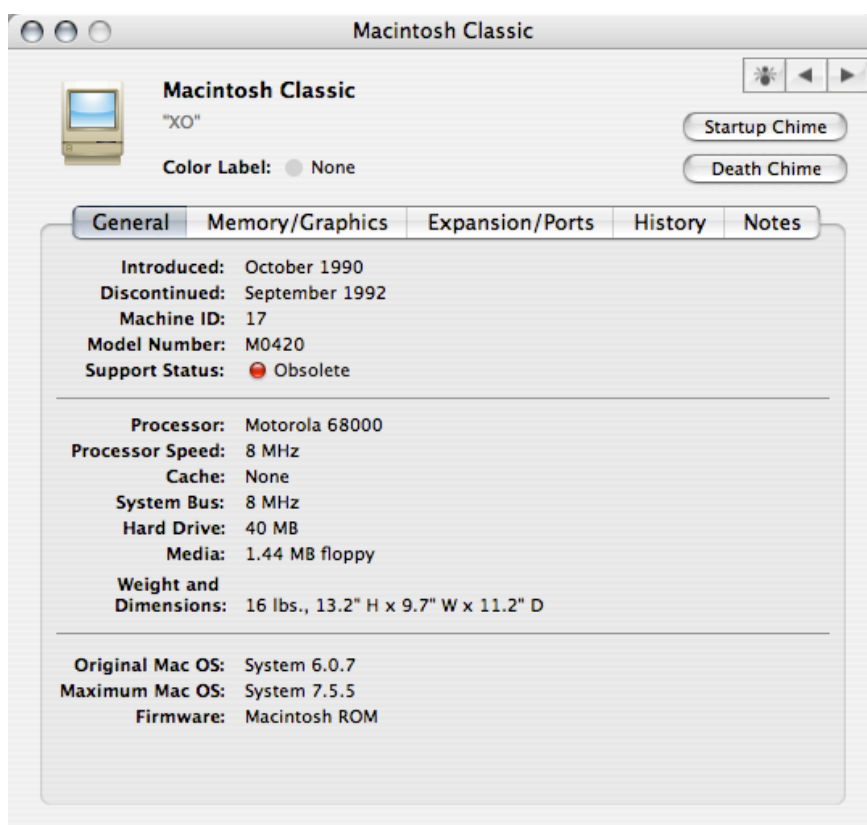 Macintosh Classic
Macintosh Classic
"XO"
Startup Chime
Color Label: None
Death Chime
General Memory/Graphics Expansion/Ports History Notes
Introduced: October 1990
Discontinued: September 1992
Machine ID: 17
Model Number: M0420
Support Status: Obsolete
Processor: Motorola 68000
Processor Speed: 8 MHz
Cache: None
System Bus: 8 MHz
Hard Drive: 40 MB
Media: 1.44 MB floppy
Weight and
Dimensions: 16 lbs., 13.2" H x 9.7" W x 11.2" D
Original Mac OS: System 6.0.7
Maximum Mac OS: System 7.5.5
Firmware: Macintosh ROM